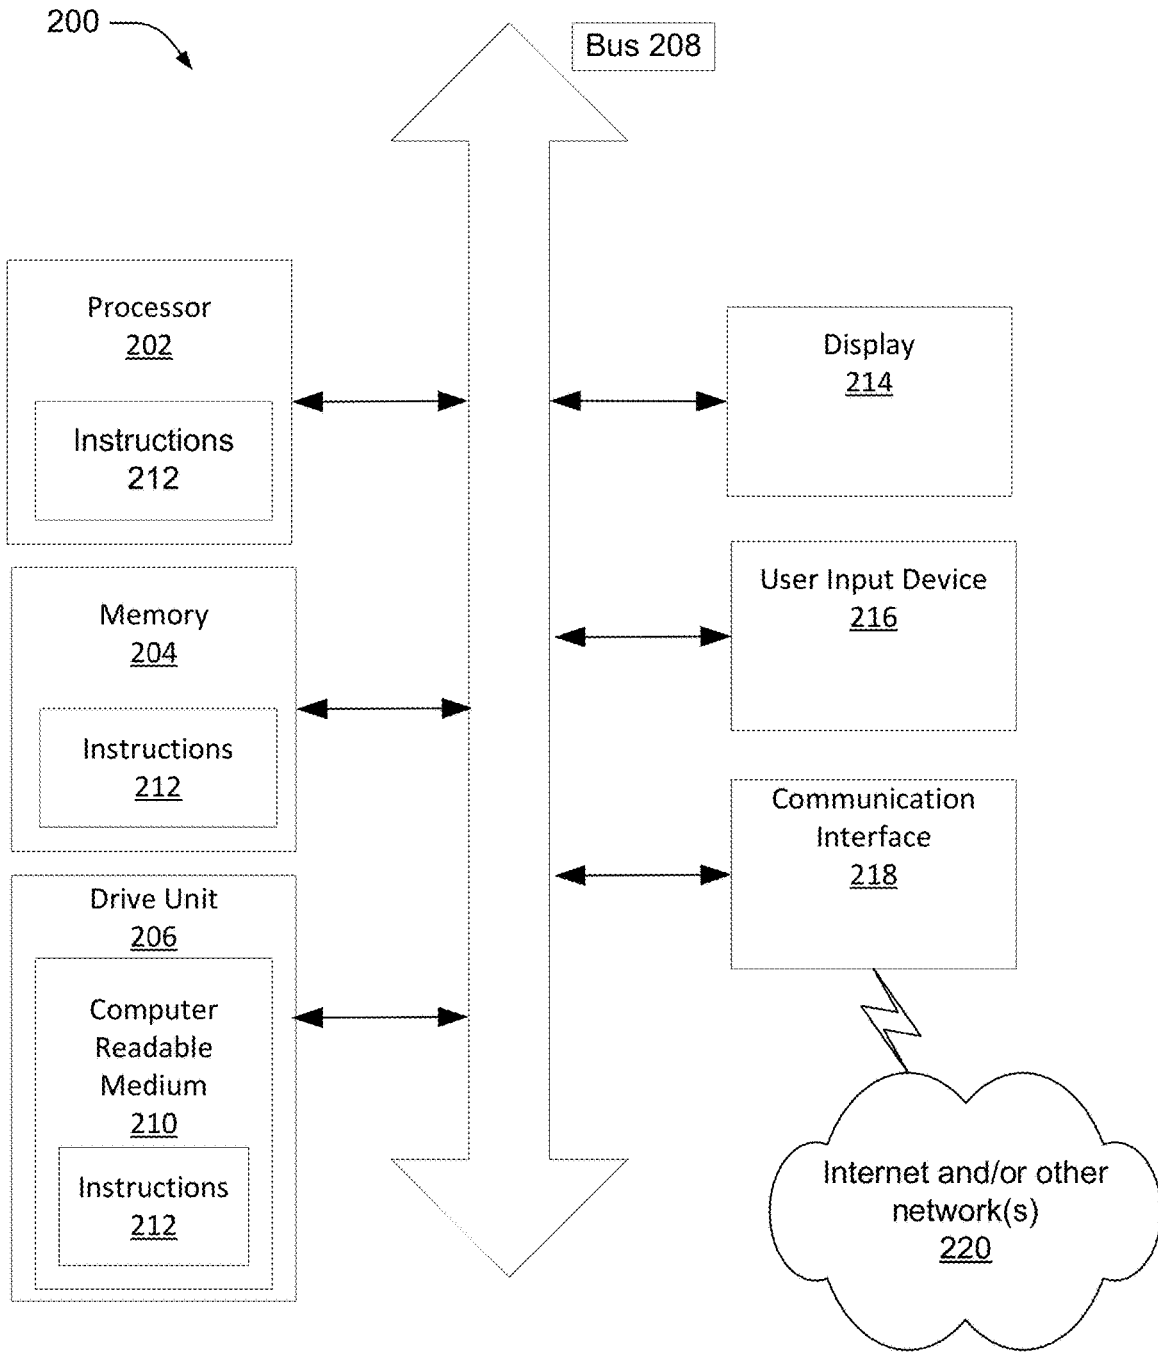 200
Bus 208
Processor
202
Instructions
212
Memory
204
Instructions
212
Drive Unit
206
Computer
Readable
Medium
210
Instructions
212
Display
214
User Input Device
216
Communication
Interface
218
Internet and/or other
network(s)
220